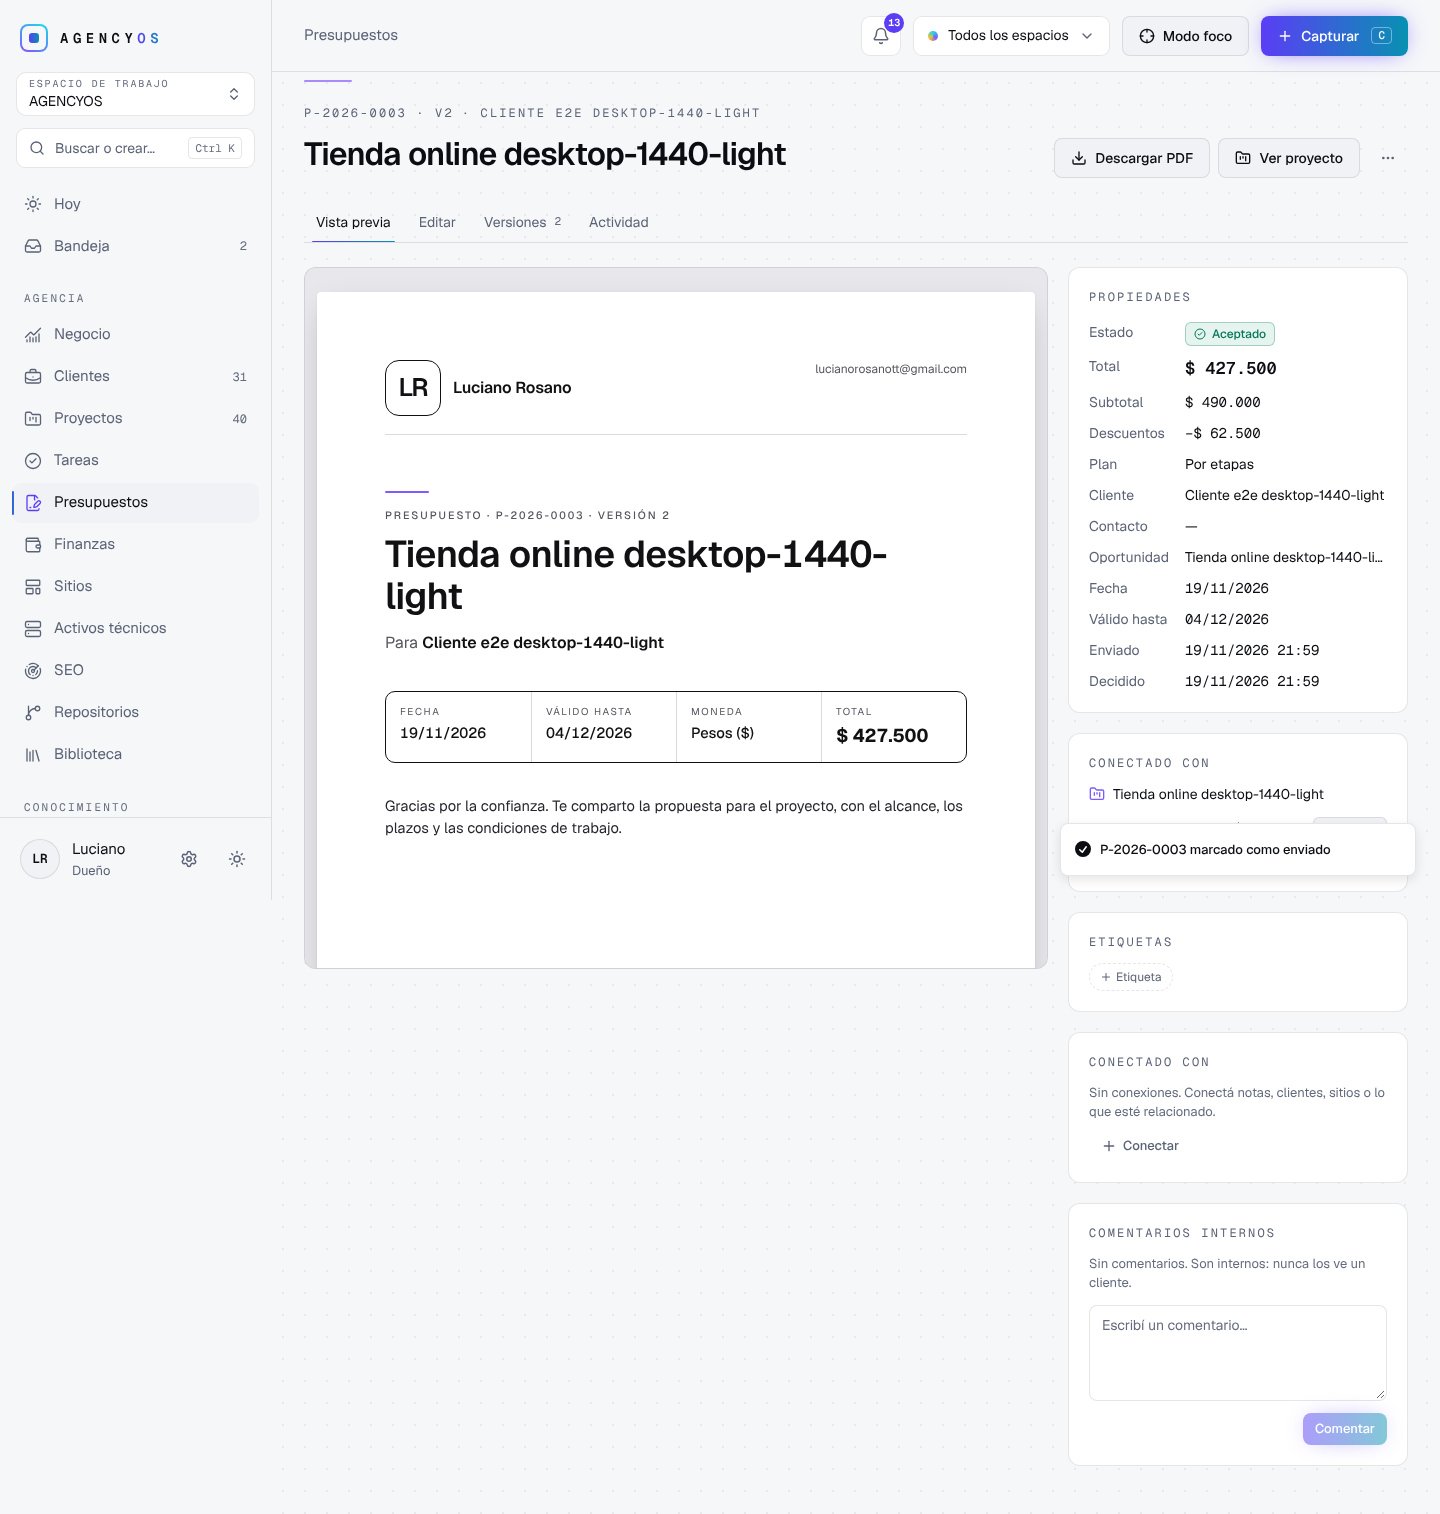 AGENCYOS
ESPACIO DE TRABAJO
AGENCYOS
Buscar o crear... Ctrl K
Hoy
Bandeja 2
AGENCIA
Negocio
Clientes 31
Proyectos 40
Tareas
Presupuestos
Finanzas
Sitios
Activos técnicos
SEO
Repositorios
Biblioteca
CONOCIMIENTO
LR
Luciano
Dueño
Presupuestos
13
Todos los espacios
Modo foco
Capturar C
P-2026-0003 · V2 · CLIENTE E2E DESKTOP-1440-LIGHT
Tienda online desktop-1440-light
Descargar PDF
Ver proyecto
Vista previa
Editar
Versiones 2
Actividad
LR
Luciano Rosano
lucianorosanott@gmail.com
PRESUPUESTO · P-2026-0003 · VERSIÓN 2
Tienda online desktop-1440-
light
Para Cliente e2e desktop-1440-light
FECHA
19/11/2026
VÁLIDO HASTA
04/12/2026
MONEDA
Pesos ($)
TOTAL
$ 427.500
Gracias por la confianza. Te comparto la propuesta para el proyecto, con el alcance, los
plazos y las condiciones de trabajo.
PROPIEDADES
Estado Aceptado
Total $ 427.500
Subtotal $ 490.000
Descuentos −$ 62.500
Plan Por etapas
Cliente Cliente e2e desktop-1440-light
Contacto —
Oportunidad Tienda online desktop-1440-li...
Fecha 19/11/2026
Válido hasta 04/12/2026
Enviado 19/11/2026 21:59
Decidido 19/11/2026 21:59
CONECTADO CON
Tienda online desktop-1440-light
P-2026-0003 marcado como enviado
ETIQUETAS
+ Etiqueta
CONECTADO CON
Sin conexiones. Conectá notas, clientes, sitios o lo
que esté relacionado.
+ Conectar
COMENTARIOS INTERNOS
Sin comentarios. Son internos: nunca los ve un
cliente.
Escribí un comentario...
Comentar